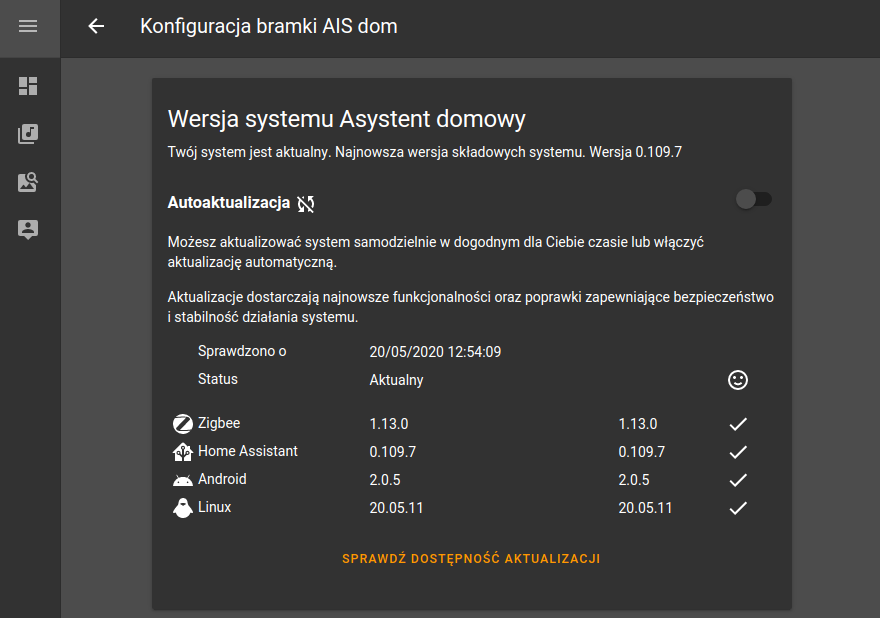 Konfiguracja bramki AIS dom
Wersja systemu Asystent domowy
Twój system jest aktualny. Najnowsza wersja składowych systemu. Wersja 0.109.7
Autoaktualizacja
Możesz aktualizować system samodzielnie w dogodnym dla Ciebie czasie lub włączyć
aktualizację automatyczną.
Aktualizacje dostarczają najnowsze funkcjonalności oraz poprawki zapewniające bezpieczeństwo
i stabilność działania systemu.
Sprawdzono o 20/05/2020 12:54:09
Status Aktualny
Zigbee 1.13.0 1.13.0
Home Assistant 0.109.7 0.109.7
Android 2.0.5 2.0.5
Linux 20.05.11 20.05.11
SPRAWDŹ DOSTĘPNOŚĆ AKTUALIZACJI